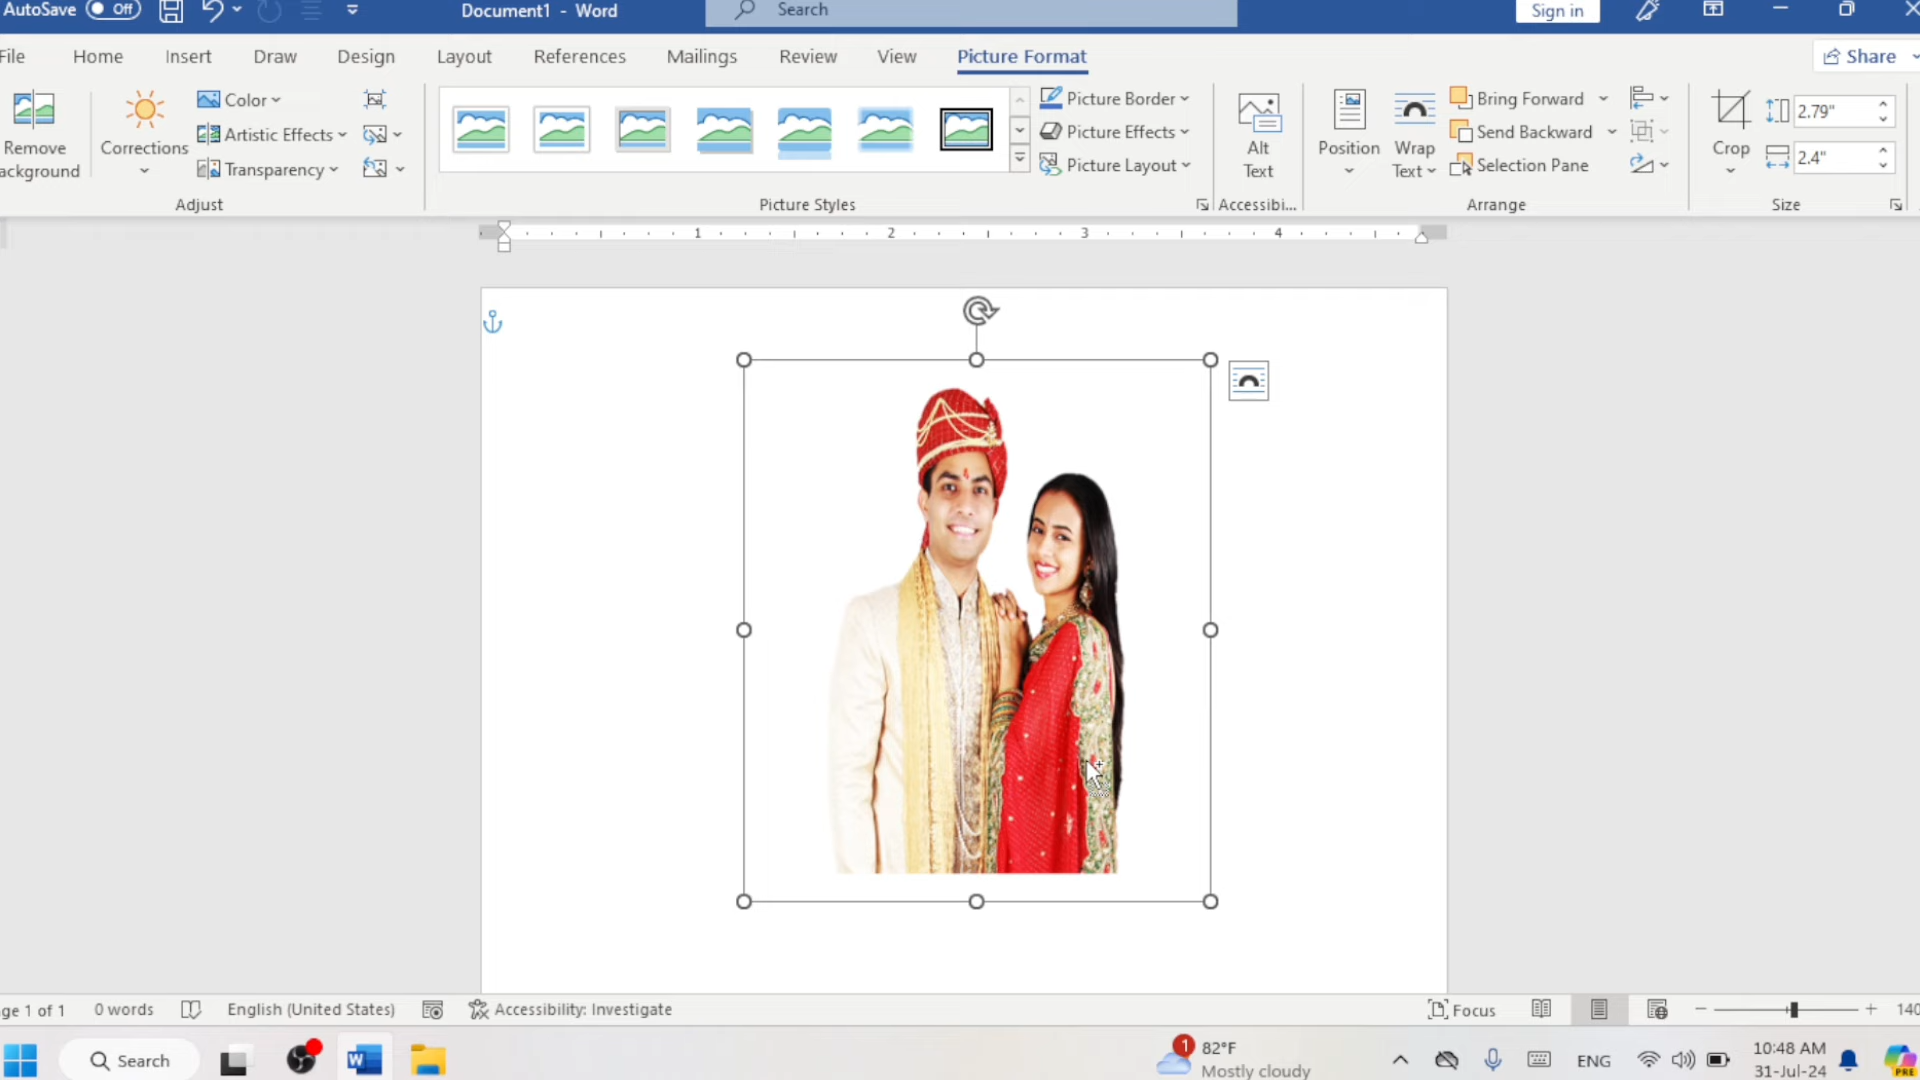 AutoSave Off Document1 - Word Search Sign in
File Home Insert Draw Design Layout References Mailings Review View Picture Format Share
Remove
ackground
Corrections
Color
Artistic Effects
Transparency
Adjust
Picture Border
Picture Effects
Picture Layout
Picture Styles
Alt
Text
Accessibi...
Position
Wrap
Text
Bring Forward
Send Backward
Selection Pane
Arrange
Crop
2.79"
2.4"
Size
1 2 3 4
ge 1 of 1 0 words English (United States) Accessibility: Investigate Focus 140
Search W 1 82°F
Mostly cloudy
ENG
10:48 AM
31-Jul-24
PRE